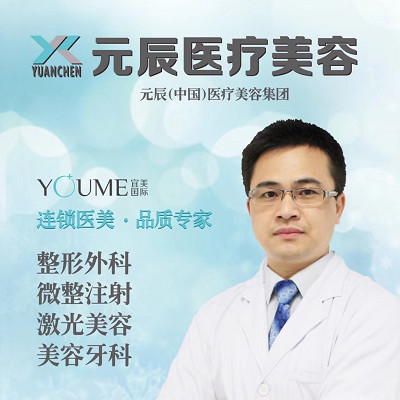 YUANCHEN
元辰医疗美容
元辰(中国)医疗美容集团
YOUME 宜美国际
连锁医美·品质专家
整形外科
微整注射
激光美容
美容牙科